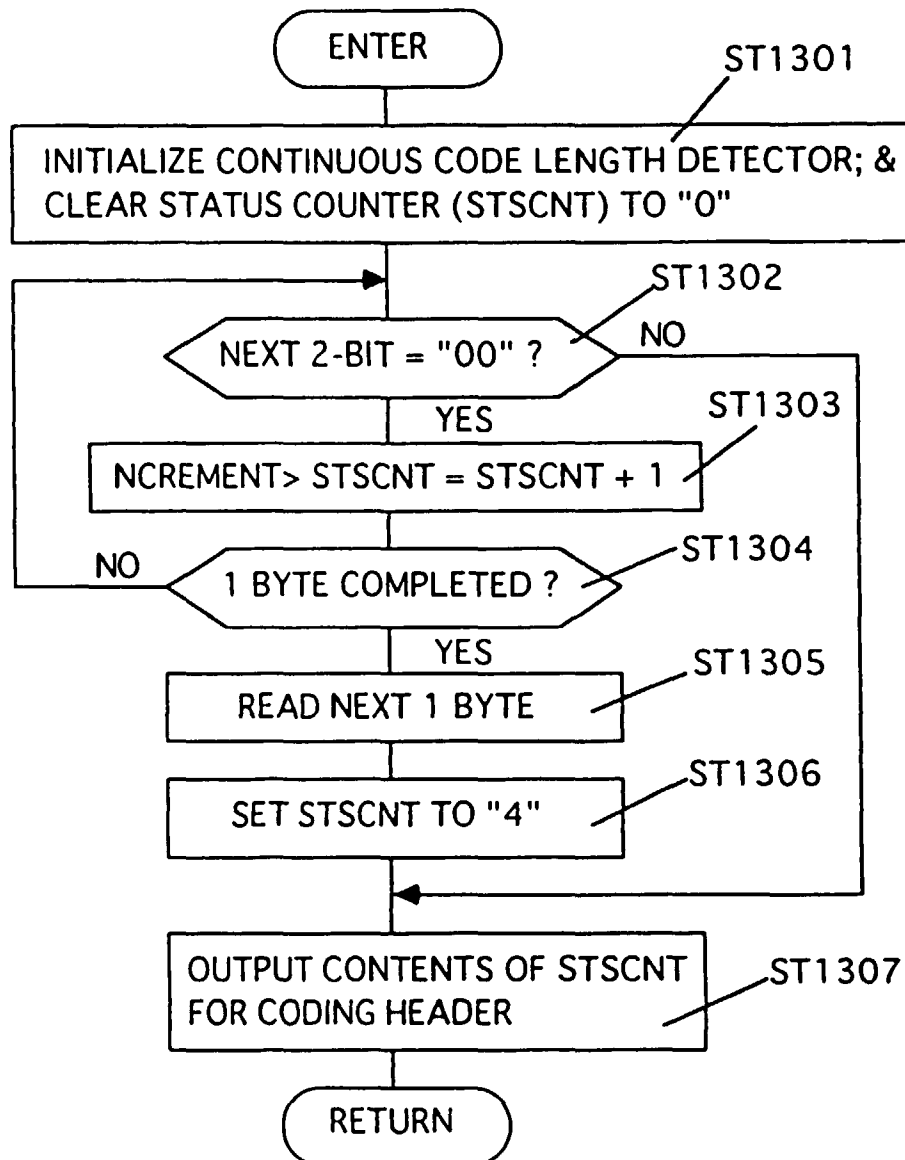 ENTER
ST1301
INITIALIZE CONTINUOUS CODE LENGTH DETECTOR; &
CLEAR STATUS COUNTER (STSCNT) TO "0"
ST1302
NEXT 2-BIT = "00" ?
NO
YES
ST1303
NCREMENT> STSCNT = STSCNT + 1
ST1304
NO
1 BYTE COMPLETED ?
YES
ST1305
READ NEXT 1 BYTE
ST1306
SET STSCNT TO "4"
OUTPUT CONTENTS OF STSCNT
FOR CODING HEADER
ST1307
RETURN